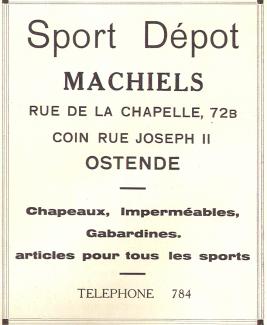 Sport Dépot
MACHIELS
RUE DE LA CHAPELLE, 72B
COIN RUE JOSEPH II
OSTENDE
Chapeaux, Imperméables,
Gabardines.
articles pour tous les sports
TELEPHONE 784